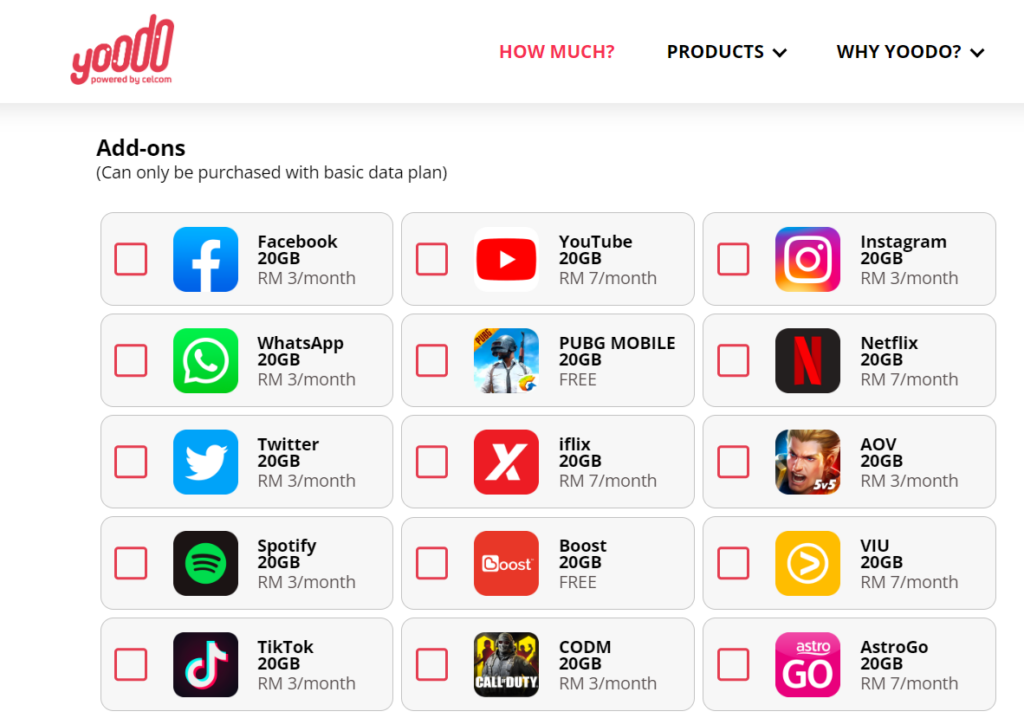 yoodo
powered by celcom
HOW MUCH?
PRODUCTS
WHY YOODO?
Add-ons
(Can only be purchased with basic data plan)
Facebook
20GB
RM 3/month
YouTube
20GB
RM 7/month
Instagram
20GB
RM 3/month
WhatsApp
20GB
RM 3/month
PUBG
PUBG MOBILE
20GB
FREE
N
Netflix
20GB
RM 7/month
Twitter
20GB
RM 3/month
x
iflix
20GB
RM 7/month
5v5
AOV
20GB
RM 3/month
Spotify
20GB
RM 3/month
Boost
Boost
20GB
FREE
VIU
20GB
RM 7/month
TikTok
20GB
RM 3/month
CALL OF DUTY
CODM
20GB
RM 3/month
astro
GO
AstroGo
20GB
RM 7/month